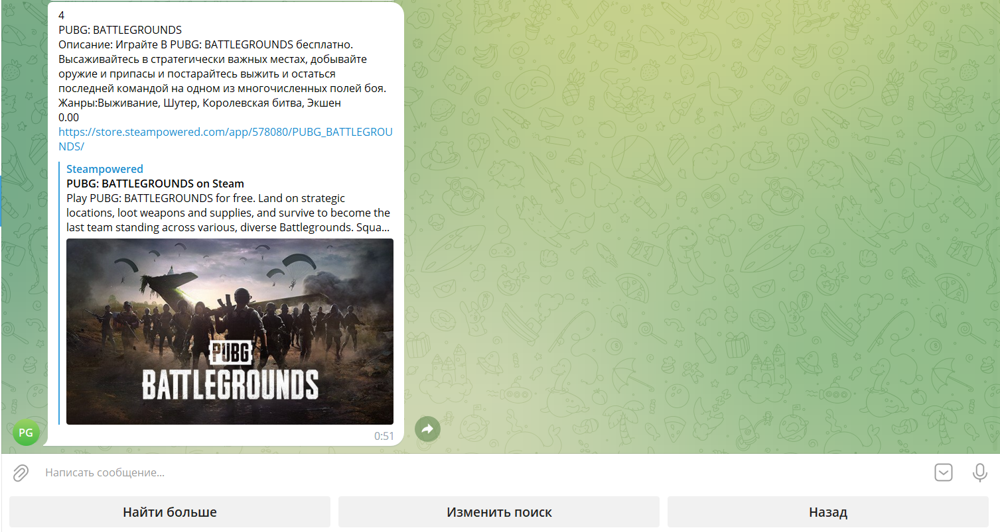 4
PUBG: BATTLEGROUNDS
Описание: Играйте В PUBG: BATTLEGROUNDS бесплатно.
Высаживайтесь в стратегически важных местах, добывайте
оружие и припасы и постарайтесь выжить и остаться
последней командой на одном из многочисленных полей боя.
Жанры:Выживание, Шутер, Королевская битва, Экшен
0.00
https://store.steampowered.com/app/578080/PUBG_BATTLEGROU
NDS/
Steampowered
PUBG: BATTLEGROUNDS on Steam
Play PUBG: BATTLEGROUNDS for free. Land on strategic
locations, loot weapons and supplies, and survive to become the
last team standing across various, diverse Battlegrounds. Squa...
PUBG
BATTLEGROUNDS
PG
0:51
Написать сообщение...
Найти больше
Изменить поиск
Назад